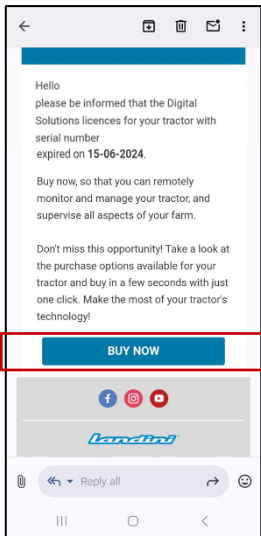 Hello
please be informed that the Digital
Solutions licences for your tractor with
serial number :
expired on 15-06-2024.
Buy now, so that you can remotely
monitor and manage your tractor, and
supervise all aspects of your farm.
Don't miss this opportunity! Take a look at
the purchase options available for your
tractor and buy in a few seconds with just
one click. Make the most of your tractor's
technology!
BUY NOW
Landini
Reply all